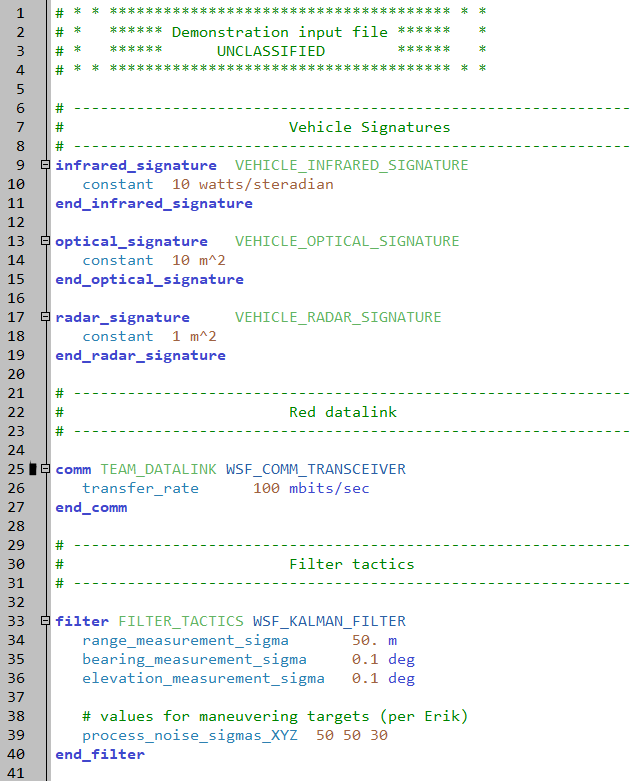 1 # * * ************************************** * *
2 # * ****** Demonstration input file ****** *
3 # * ****** UNCLASSIFIED ****** *
4 # * * ************************************** * *
5
6 # --------------------------------------------------------------
7 # Vehicle Signatures
8 # --------------------------------------------------------------
9 infrared_signature VEHICLE_INFRARED_SIGNATURE
10 constant 10 watts/steradian
11 end_infrared_signature
12
13 optical_signature VEHICLE_OPTICAL_SIGNATURE
14 constant 10 m^2
15 end_optical_signature
16
17 radar_signature VEHICLE_RADAR_SIGNATURE
18 constant 1 m^2
19 end_radar_signature
20
21 # --------------------------------------------------------------
22 # Red datalink
23 # --------------------------------------------------------------
24
25 comm TEAM_DATALINK WSF_COMM_TRANSCEIVER
26 transfer_rate 100 mbits/sec
27 end_comm
28
29 # --------------------------------------------------------------
30 # Filter tactics
31 # --------------------------------------------------------------
32
33 filter FILTER_TACTICS WSF_KALMAN_FILTER
34 range_measurement_sigma 50. m
35 bearing_measurement_sigma 0.1 deg
36 elevation_measurement_sigma 0.1 deg
37
38 # values for maneuvering targets (per Erik)
39 process_noise_sigmas_XYZ 50 50 30
40 end_filter
41